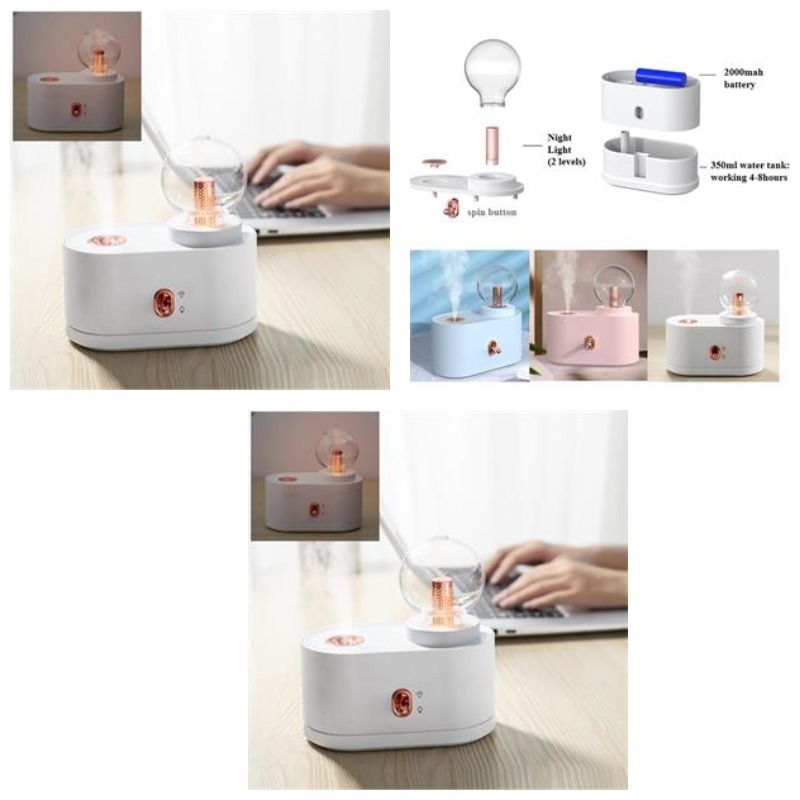 2000mah
battery
Night
Light
(2 levels)
350ml water tank:
working 4-8hours
spin button